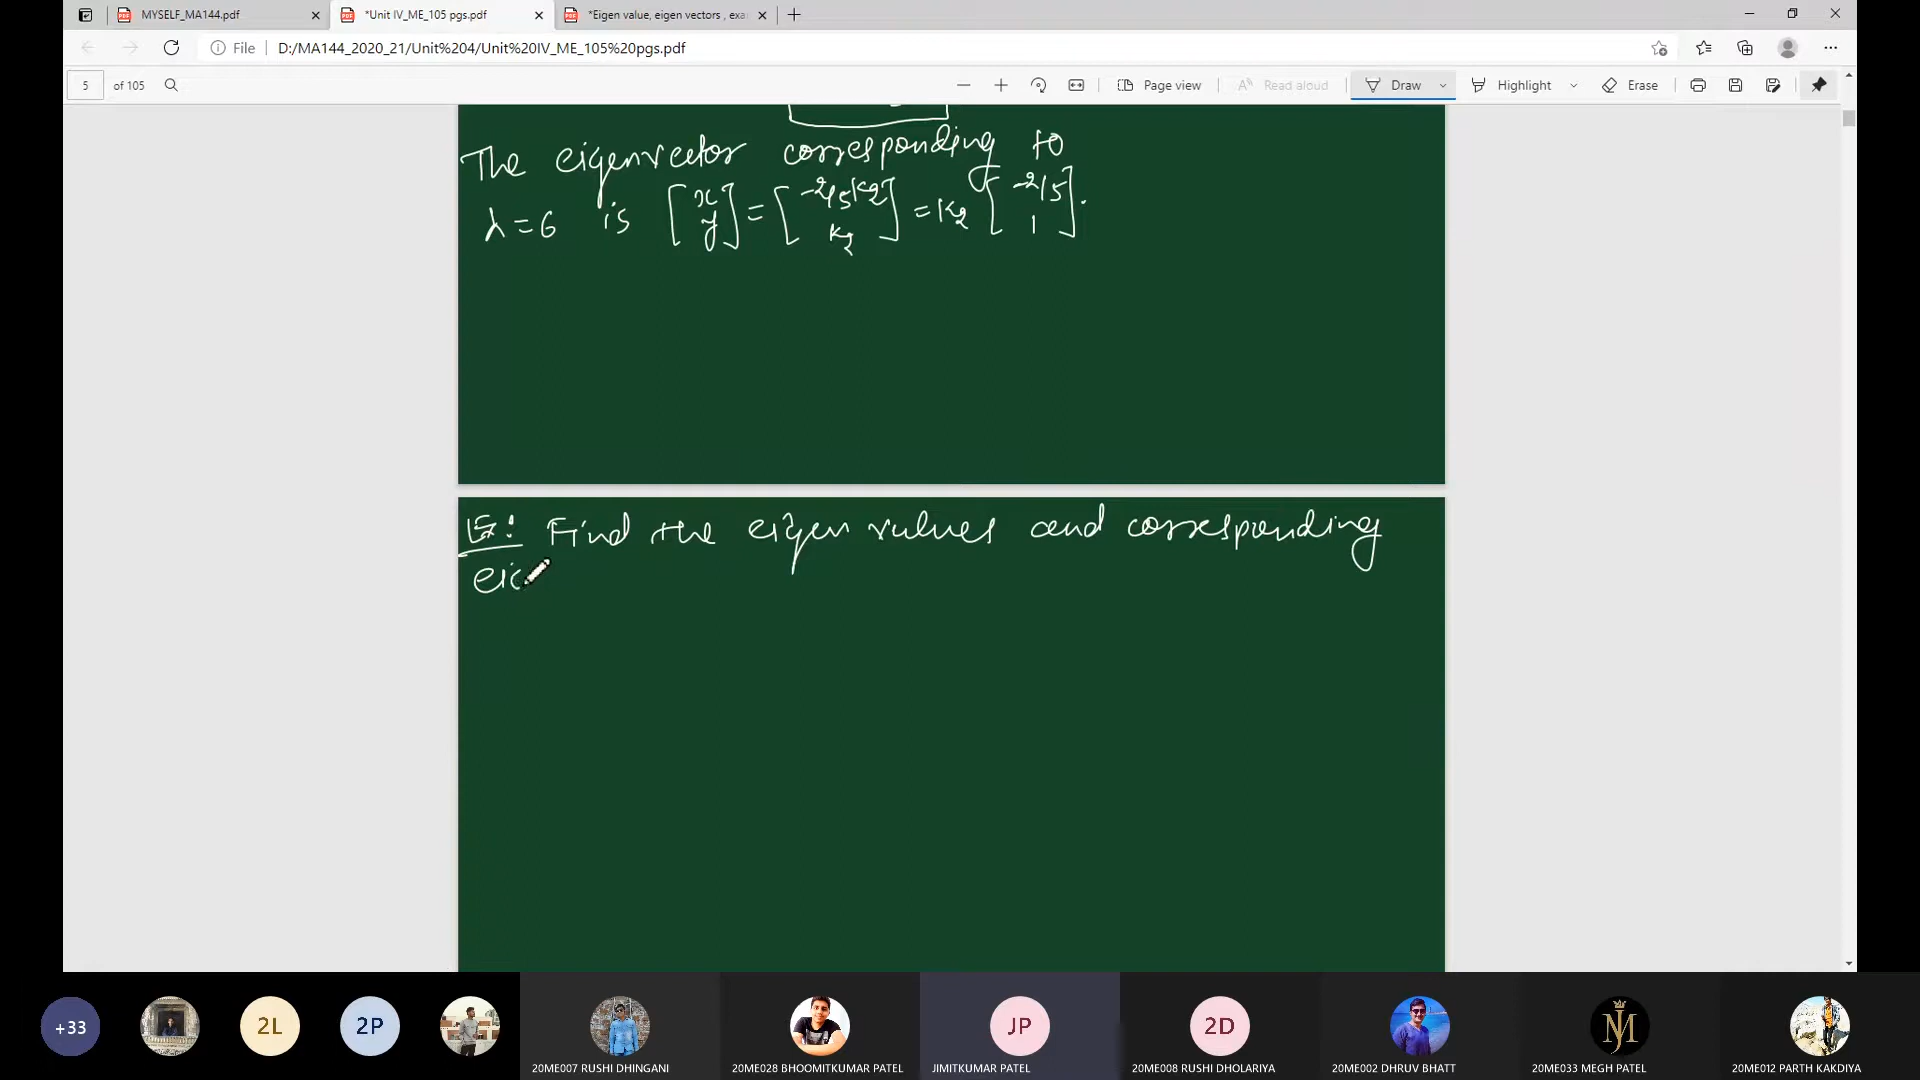 MYSELF_MA144.pdf
*Unit IV_ME_105 pgs.pdf
*Eigen value, eigen vectors , exa
File
D:/MA144_2020_21/Unit%204/Unit%20IV_ME_105%20pgs.pdf
5 of 105
Page view
Read aloud
Draw
Highlight
Erase
The eigenvector corresponding to
λ=6 is [x y] = [-2/5 k2 k2] = k2 [-2/5 1].
Ex: Find the eigen values and corresponding
eig
+33
2L
2P
JP
2D
MJ
20ME007 RUSHI DHINGANI
20ME028 BHOOMITKUMAR PATEL
JIMITKUMAR PATEL
20ME008 RUSHI DHOLARIYA
20ME002 DHRUV BHATT
20ME033 MEGH PATEL
20ME012 PARTH KAKDIYA